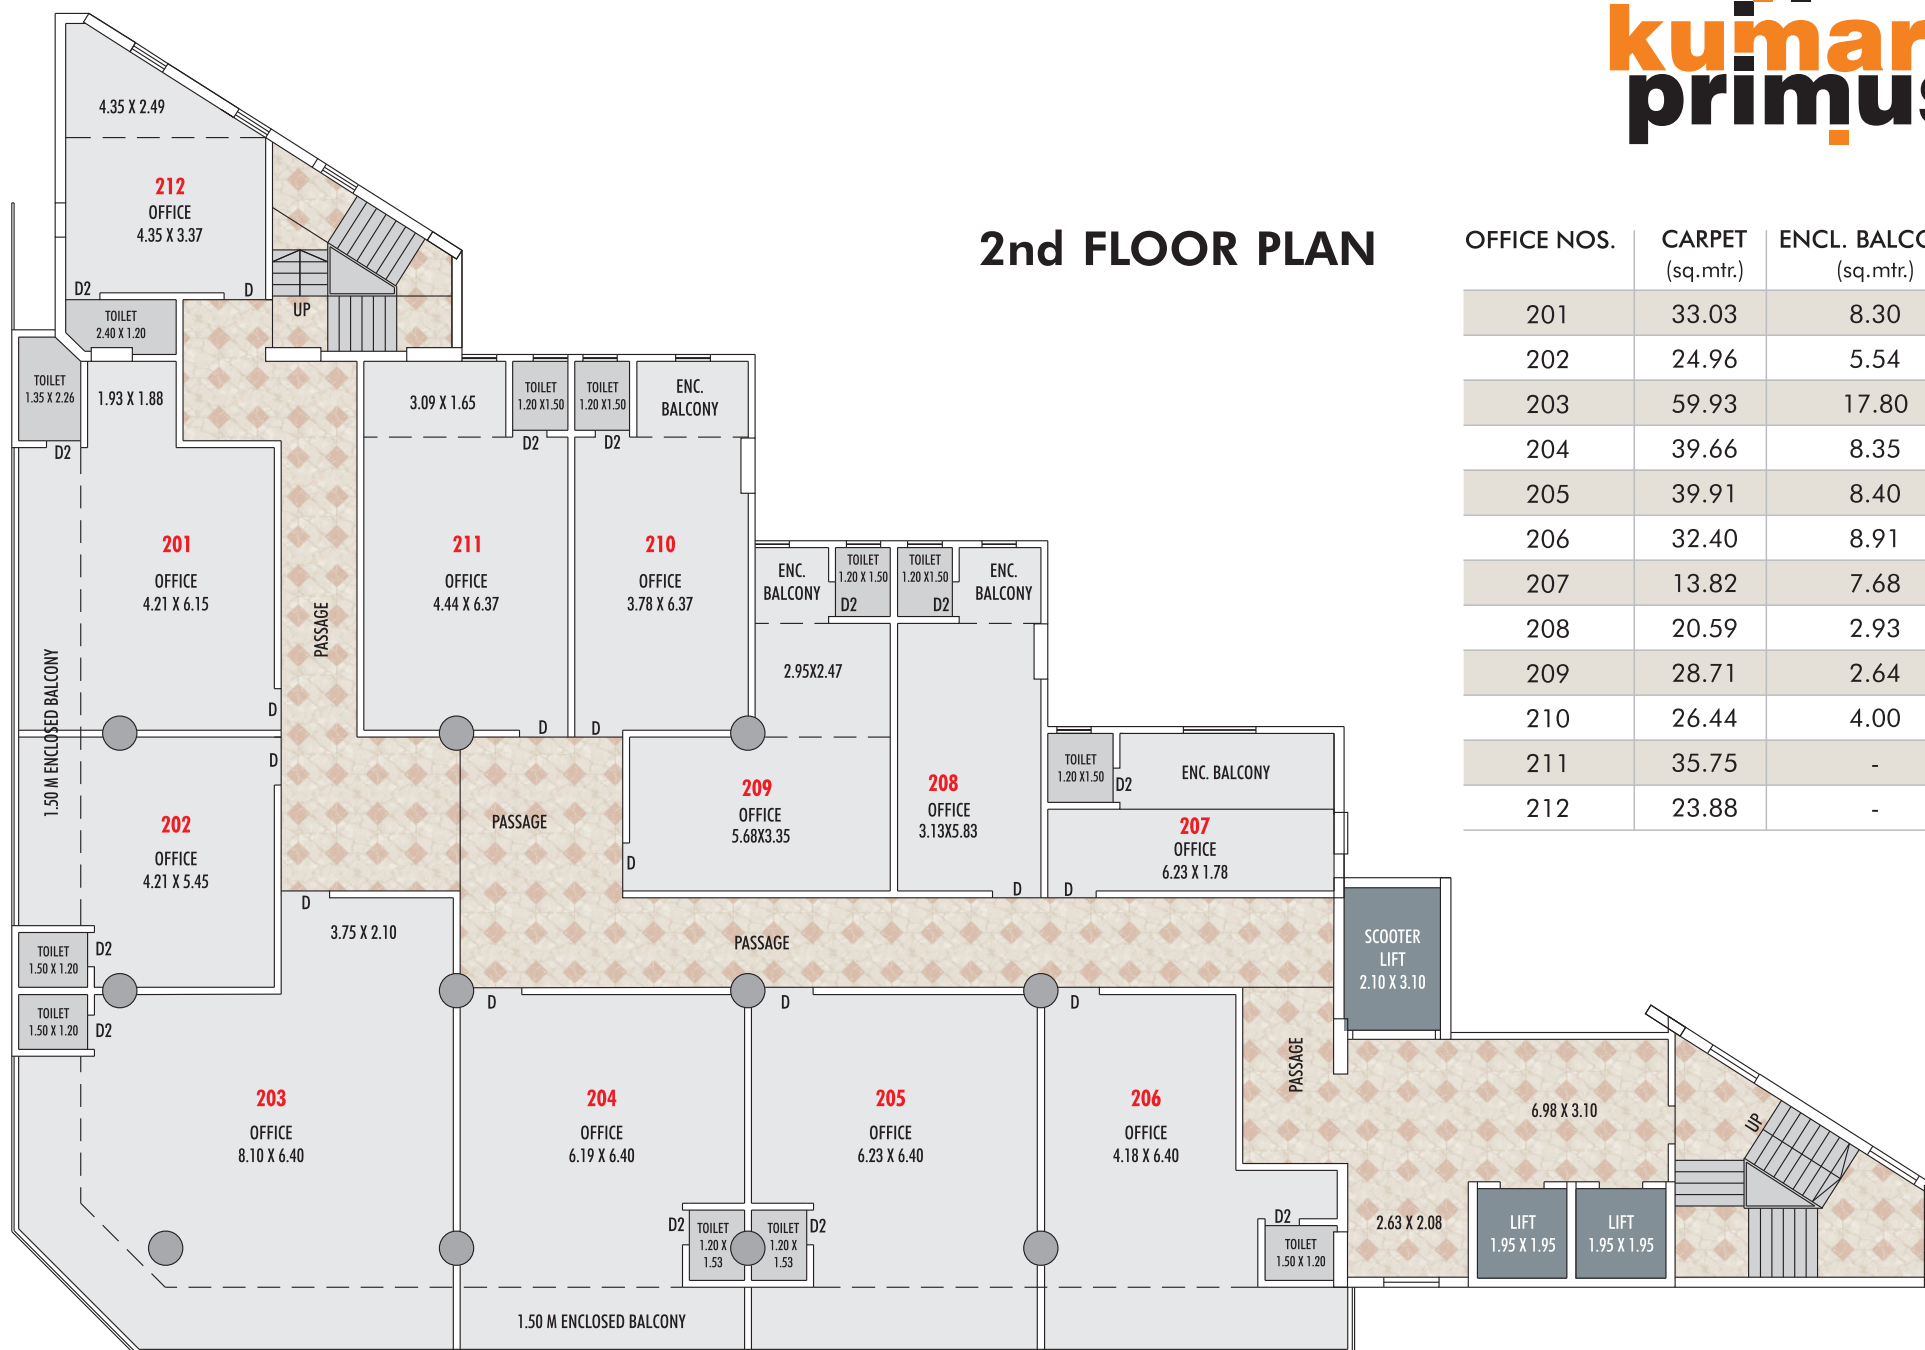 kumar
primus
2nd FLOOR PLAN
OFFICE NOS. CARPET ENCL. BALCO
(sq.mtr.) (sq.mtr.)
201 33.03 8.30
202 24.96 5.54
203 59.93 17.80
204 39.66 8.35
205 39.91 8.40
206 32.40 8.91
207 13.82 7.68
208 20.59 2.93
209 28.71 2.64
210 26.44 4.00
211 35.75 -
212 23.88 -
4.35 X 2.49
212
OFFICE
4.35 X 3.37
D2
D
TOILET
2.40 X 1.20
UP
TOILET
1.35 X 2.26
D2
1.93 X 1.88
201
OFFICE
4.21 X 6.15
D
1.50 M ENCLOSED BALCONY
PASSAGE
3.09 X 1.65
TOILET
1.20 X1.50
D2
211
OFFICE
4.44 X 6.37
D
TOILET
1.20 X1.50
D2
ENC.
BALCONY
210
OFFICE
3.78 X 6.37
D
ENC.
BALCONY
TOILET
1.20 X 1.50
D2
2.95X2.47
209
OFFICE
5.68X3.35
D
TOILET
1.20 X1.50
D2
ENC.
BALCONY
208
OFFICE
3.13X5.83
D
TOILET
1.20 X1.50
D2
ENC. BALCONY
207
OFFICE
6.23 X 1.78
D
D
202
OFFICE
4.21 X 5.45
TOILET
1.50 X 1.20
D2
PASSAGE
PASSAGE
SCOOTER
LIFT
2.10 X 3.10
D
3.75 X 2.10
TOILET
1.50 X 1.20
D2
203
OFFICE
8.10 X 6.40
D
204
OFFICE
6.19 X 6.40
D2
TOILET
1.20 X
1.53
D
205
OFFICE
6.23 X 6.40
TOILET
1.20 X
1.53
D2
D
206
OFFICE
4.18 X 6.40
D2
TOILET
1.50 X 1.20
PASSAGE
6.98 X 3.10
UP
2.63 X 2.08
LIFT
1.95 X 1.95
LIFT
1.95 X 1.95
1.50 M ENCLOSED BALCONY